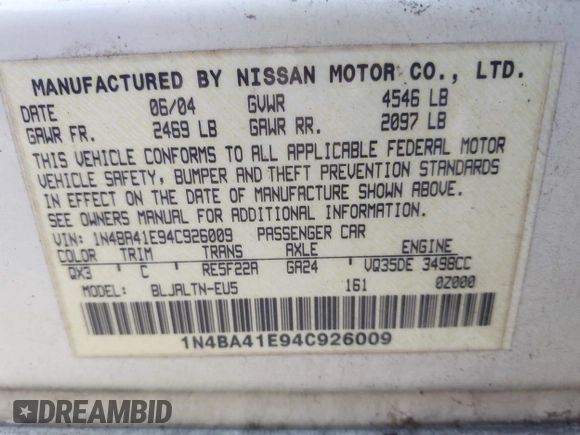 MANUFACTURED BY NISSAN MOTOR CO., LTD.
DATE 06/04 GVWR 4546 LB
GAWR FR. 2469 LB GAWR RR. 2097 LB
THIS VEHICLE CONFORMS TO ALL APPLICABLE FEDERAL MOTOR
VEHICLE SAFETY, BUMPER AND THEFT PREVENTION STANDARDS
IN EFFECT ON THE DATE OF MANUFACTURE SHOWN ABOVE.
SEE OWNERS MANUAL FOR ADDITIONAL INFORMATION.
VIN: 1N4BA41E94C926009 PASSENGER CAR
COLOR TRIM TRANS AXLE ENGINE
QX3 C RE5F22A GA24 VQ35DE 3498CC
MODEL: BLJALTN-EU5 161 0Z000
1N4BA41E94C926009
DREAMBID